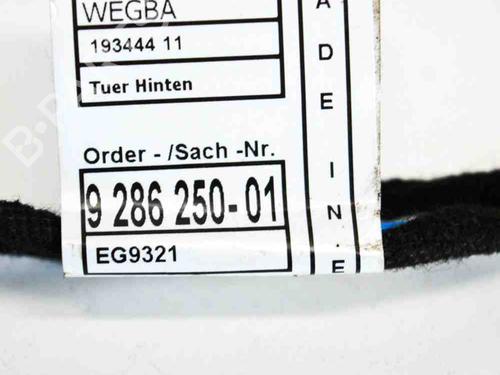 WEGBA
193444 11
Tuer Hinten
Order - /Sach -Nr.
9 286 250-01
EG9321
A D E I N . E